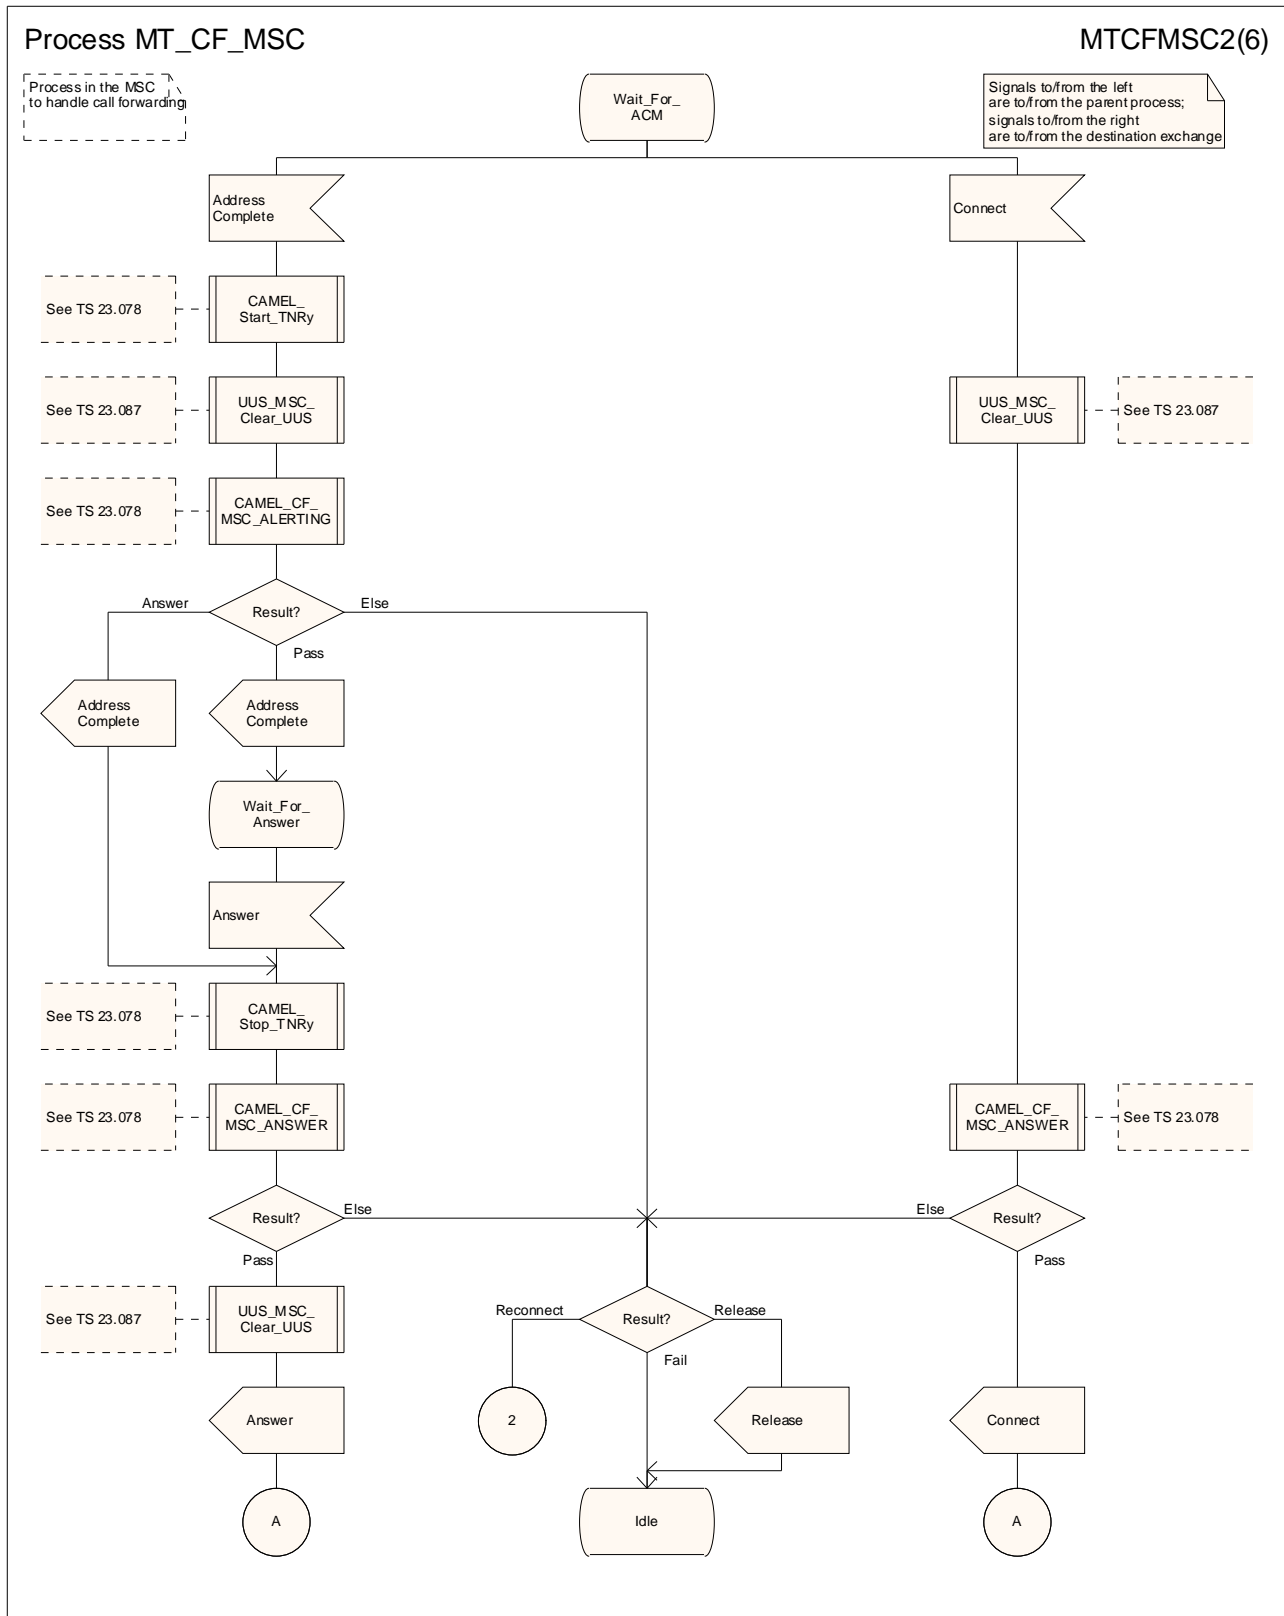 Process MT_CF_MSC
MTCFMSC2(6)
Process in the MSC
to handle call forwarding
Wait_For_
ACM
Signals to/from the left
are to/from the parent process;
signals to/from the right
are to/from the destination exchange
Address
Complete
Connect
See TS 23.078
CAMEL_
Start_TNRy
See TS 23.087
UUS_MSC_
Clear_UUS
UUS_MSC_
Clear_UUS
See TS 23.087
See TS 23.078
CAMEL_CF_
MSC_ALERTING
Answer
Result?
Else
Pass
Address
Complete
Address
Complete
Wait_For_
Answer
Answer
See TS 23.078
CAMEL_
Stop_TNRy
See TS 23.078
CAMEL_CF_
MSC_ANSWER
CAMEL_CF_
MSC_ANSWER
See TS 23.078
Result?
Else
Else
Result?
Pass
Pass
See TS 23.087
UUS_MSC_
Clear_UUS
Reconnect
Result?
Release
Fail
Answer
2
Release
Connect
A
Idle
A